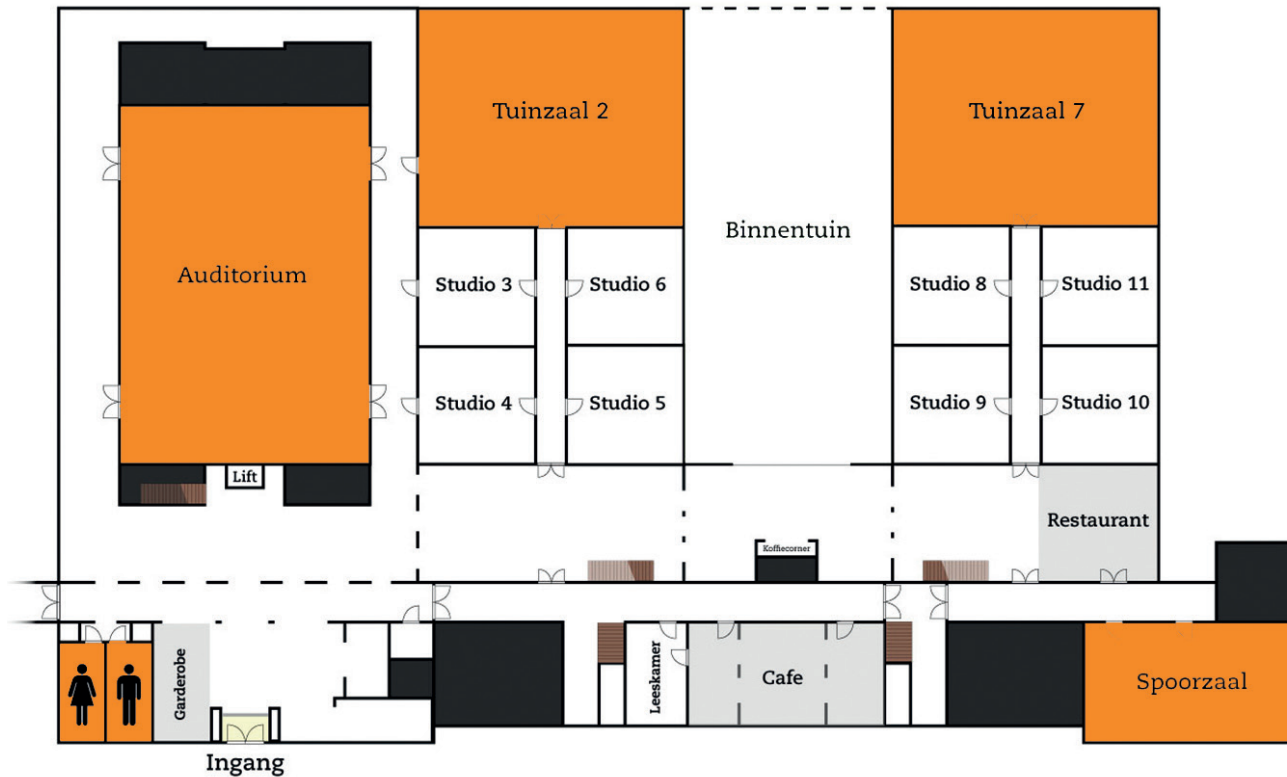 Tuinzaal 2
Tuinzaal 7
Binnentuin
Auditorium
Studio 3
Studio 6
Studio 8
Studio 11
Studio 4
Studio 5
Studio 9
Studio 10
Lift
Restaurant
Koffiecorner
Garderobe
Leeskamer
Cafe
Spoorzaal
Ingang